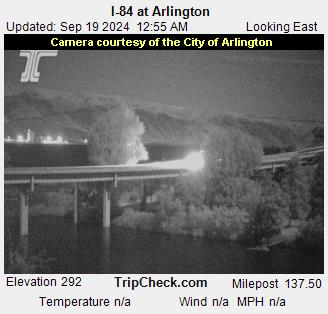 I-84 at Arlington
Updated: Sep 19 2024 12:55 AM Looking East
Camera courtesy of the City of Arlington
Elevation 292 TripCheck.com Milepost 137.50
Temperature n/a Wind n/a MPH n/a